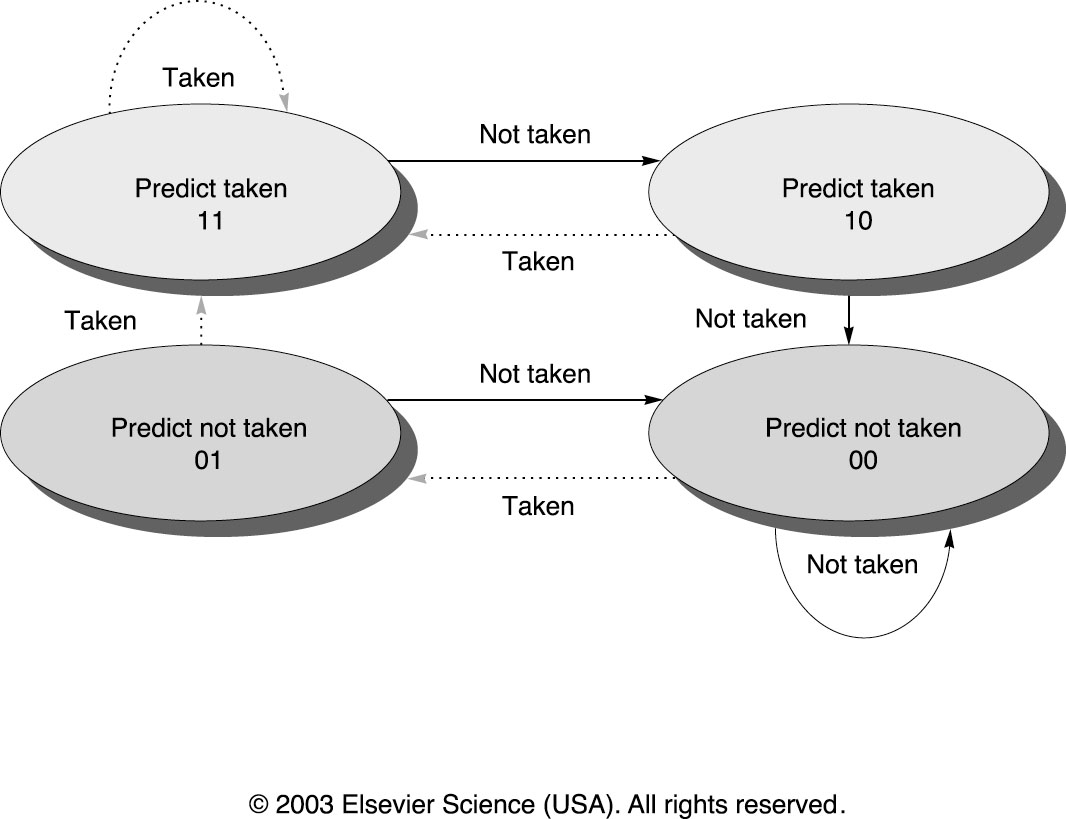 Taken
Not taken
Predict taken
11
Predict taken
10
Taken
Taken
Not taken
Not taken
Predict not taken
01
Predict not taken
00
Taken
Not taken
© 2003 Elsevier Science (USA). All rights reserved.